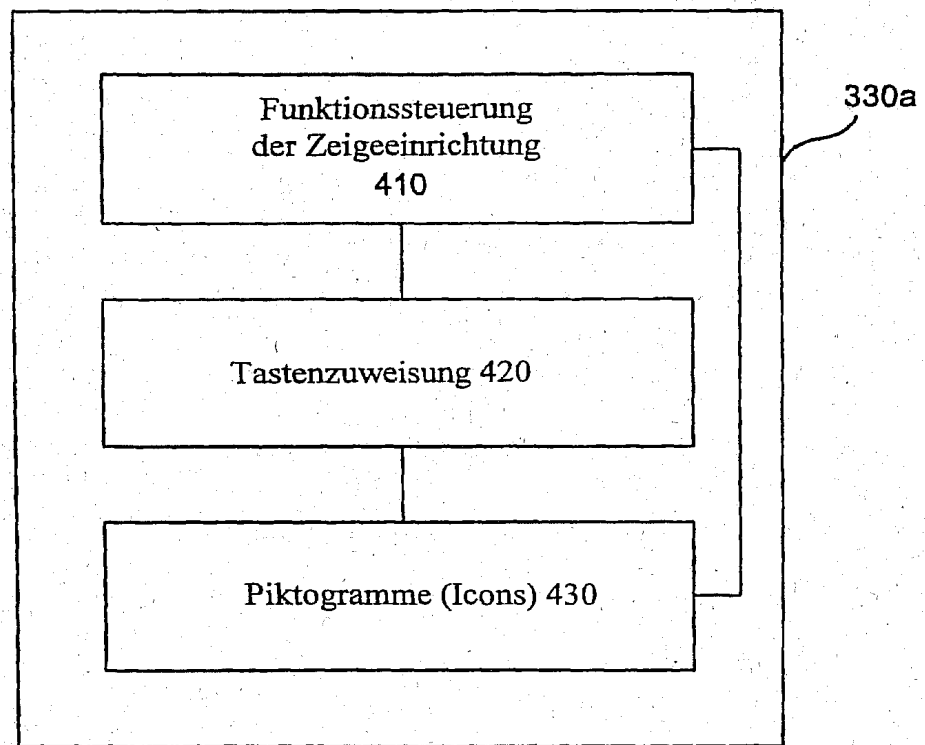 Funktionssteuerung
der Zeigeeinrichtung
410
330a
Tastenzuweisung 420
Piktogramme (Icons) 430